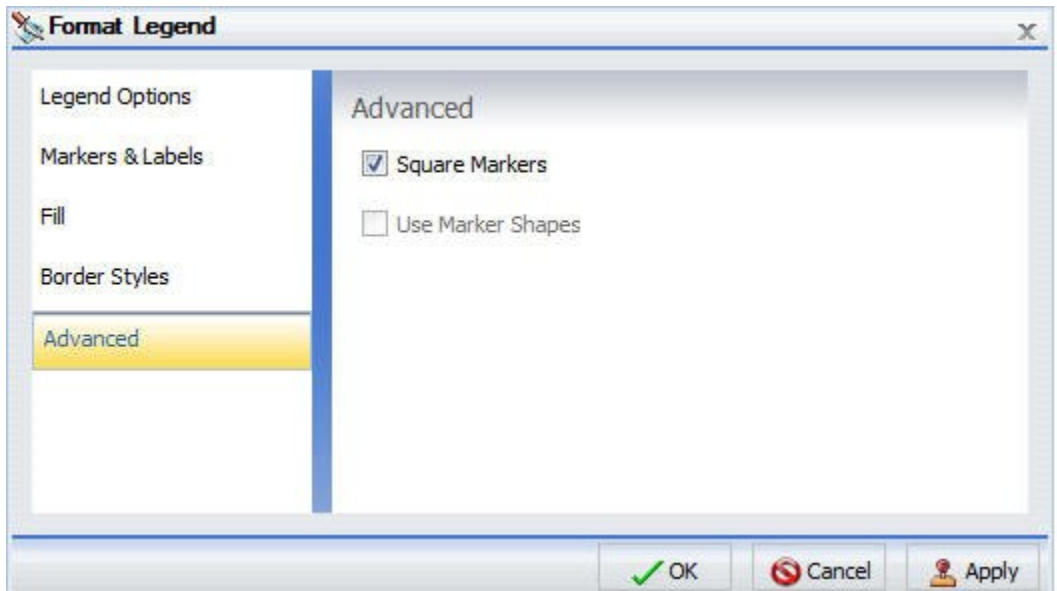 Format Legend
x
Legend Options
Markers & Labels
Fill
Border Styles
Advanced
Advanced
Square Markers
Use Marker Shapes
OK
Cancel
Apply